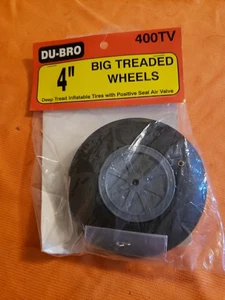 DU-BRO
400TV
4"
BIG TREADED
WHEELS
Deep Tread Inflatable Tires with Positive Seal Air Valve